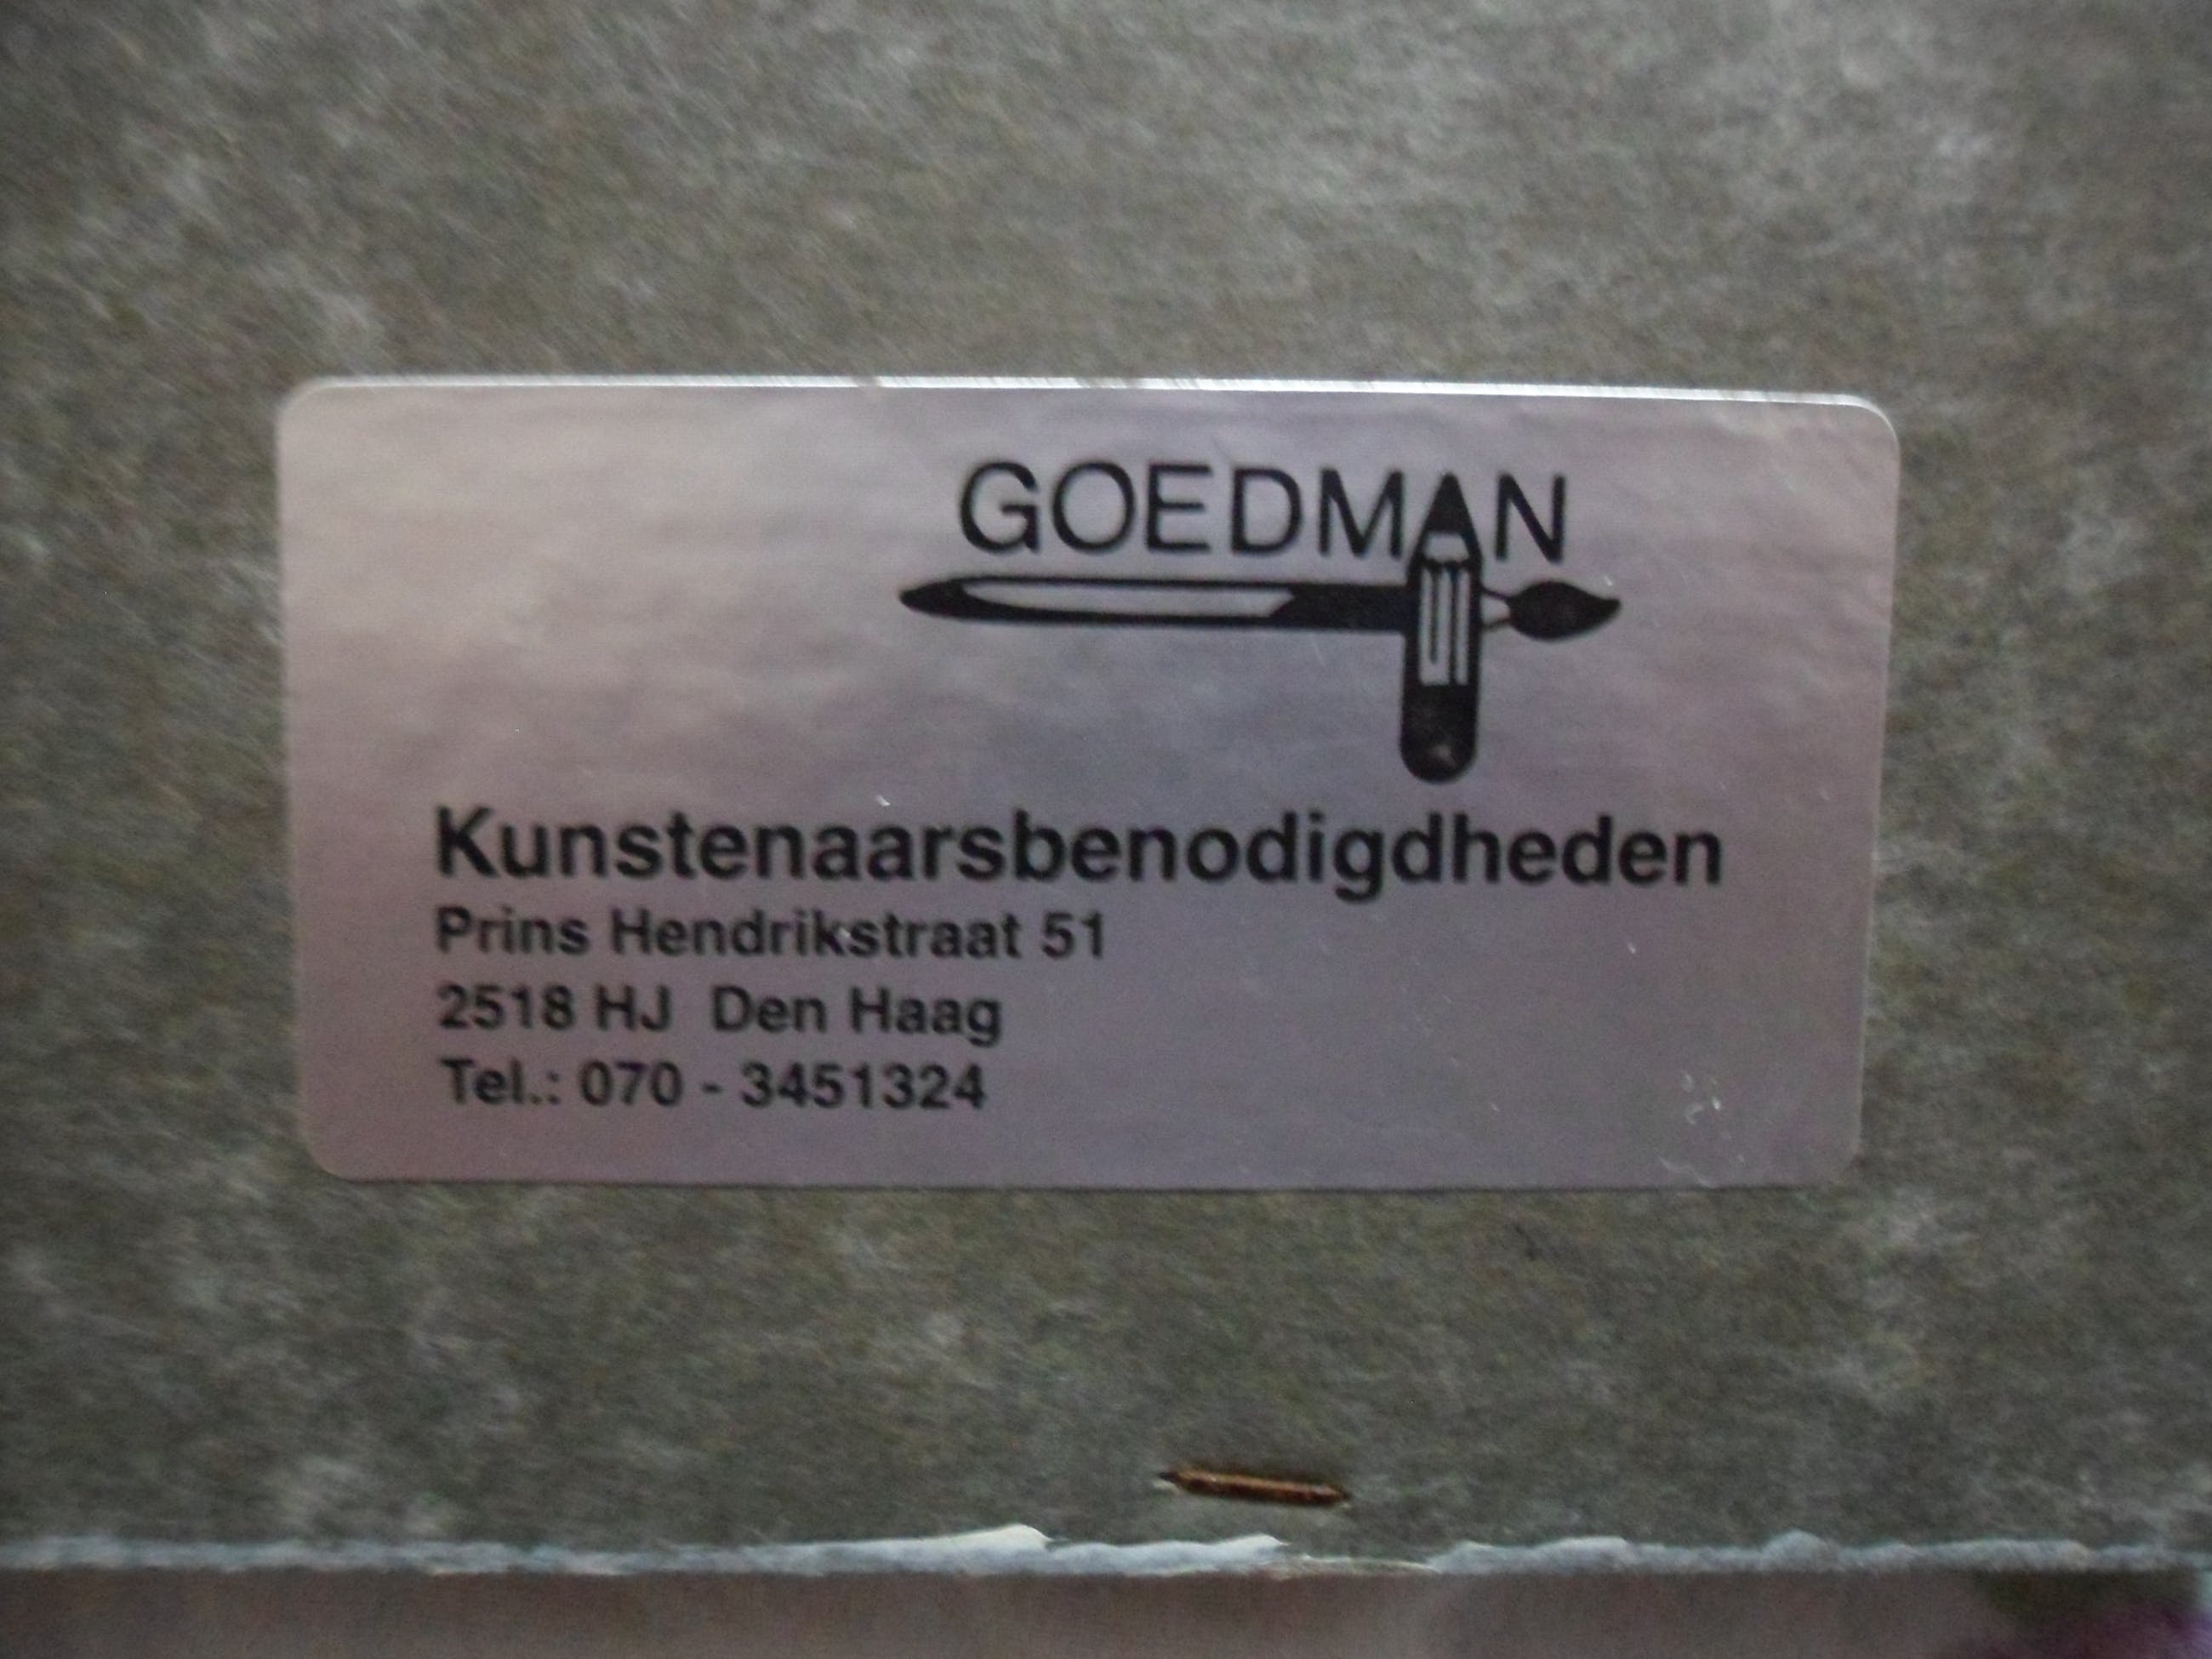 GOEDMAN
Kunstenaarsbenodigdheden
Prins Hendrikstraat 51
2518 HJ Den Haag
Tel.: 070 - 3451324